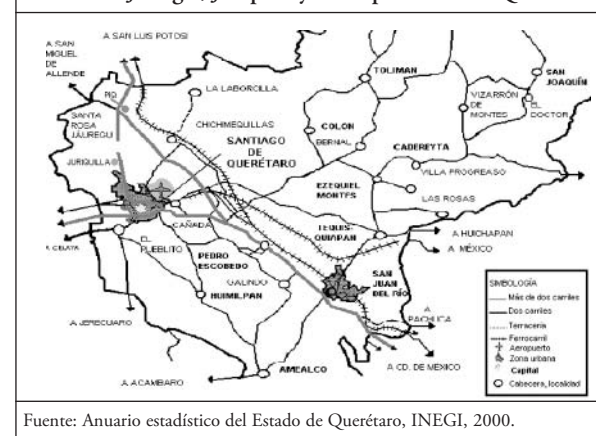 A SAN LUIS POTOSI
A SAN
MIGUEL
DE
ALLENDE
PIQ
SANTA
ROSA
JÁUREGUI
JURIQUILLA
LA LABORCILLA
CHICHMEQUILLAS
SANTIAGO
DE
QUERÉTARO
TOLIMAN
COLON
BERNAL
SAN
JOAQUÍN
VIZARRÓN
DE
MONTES
EL
DOCTOR
CADEREYTA
VILLA PROGREASO
EZEQUIEL
MONTES
LAS ROSAS
TEQUIS-
QUIAPAN
A HUICHAPAN
A MÉXICO
CAÑADA
EL
PUEBLITO
PEDRO
ESCOBEDO
GALINDO
HUIMILPAN
SAN
JUAN
DEL RÍO
A
PACHUCA
A JERECUARO
A ACAMBARO
AMEALCO
A CD. DE MEXICO
SIMBOLOGÍA
Más de dos carriles
Dos carriles
Terracería
Ferrocarril
Aeropuerto
Zona urbana
Capital
Cabecera, localidad
Fuente: Anuario estadístico del Estado de Querétaro, INEGI, 2000.